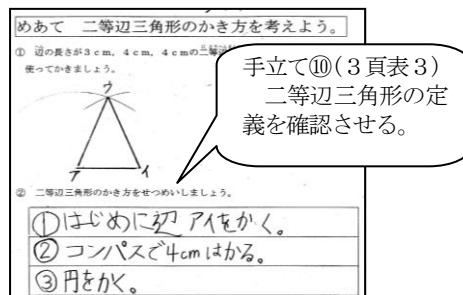 めあて 二等辺三角形のかき方を考えよう。
① 辺の長さが3cm，4cm，4cmの二等辺
使ってかきましょう。
ウ
ア
イ
② 二等辺三角形のかき方をせつめいしましょう。
①はじめに辺アイをかく。
②コンパスで4cmはかる。
③円をかく。
手立て⑩(3頁表3)
二等辺三角形の定
義を確認させる。